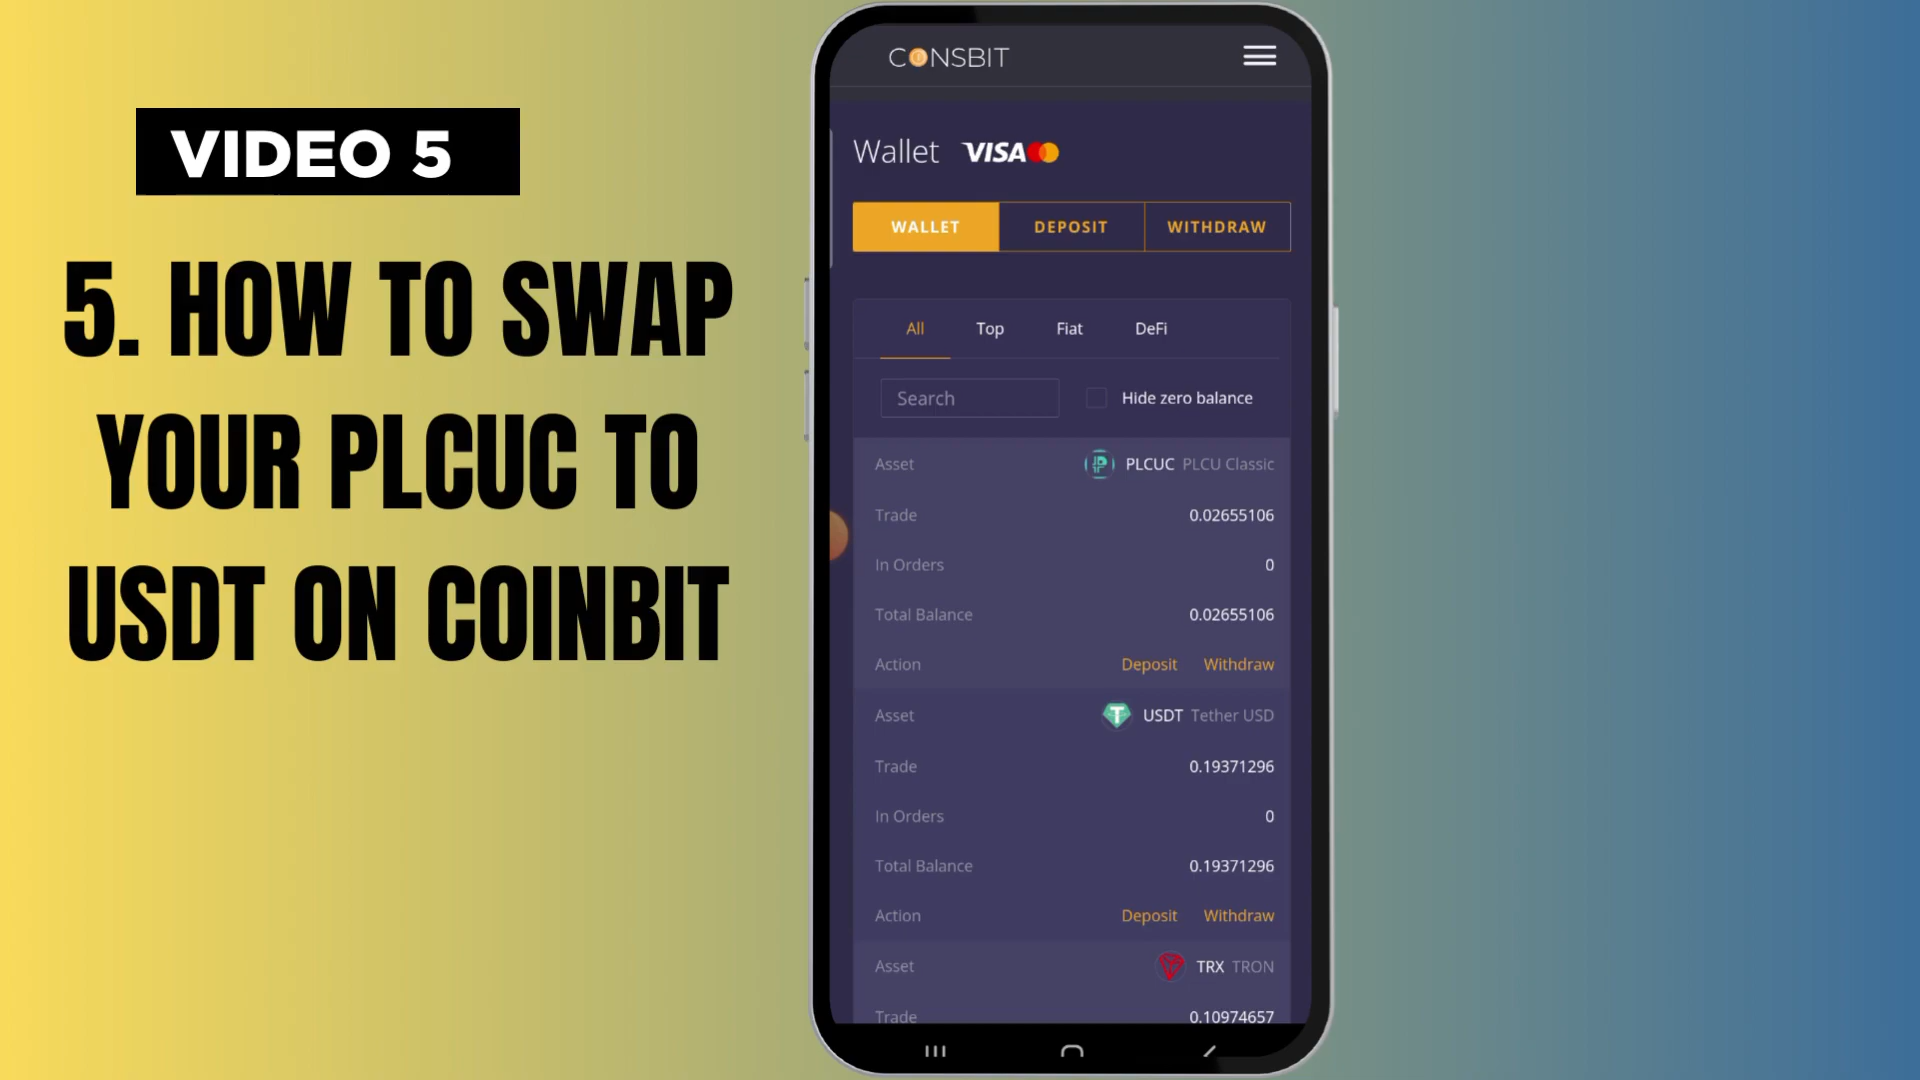 VIDEO 5
5. HOW TO SWAP
YOUR PLCUC TO
USDT ON COINBIT
CONSBIT
Wallet VISA
WALLET DEPOSIT WITHDRAW
All Top Fiat DeFi
Search Hide zero balance
Asset PLCUC PLCU Classic
Trade 0.02655106
In Orders 0
Total Balance 0.02655106
Action Deposit Withdraw
Asset USDT Tether USD
Trade 0.19371296
In Orders 0
Total Balance 0.19371296
Action Deposit Withdraw
Asset TRX TRON
Trade 0.10974657